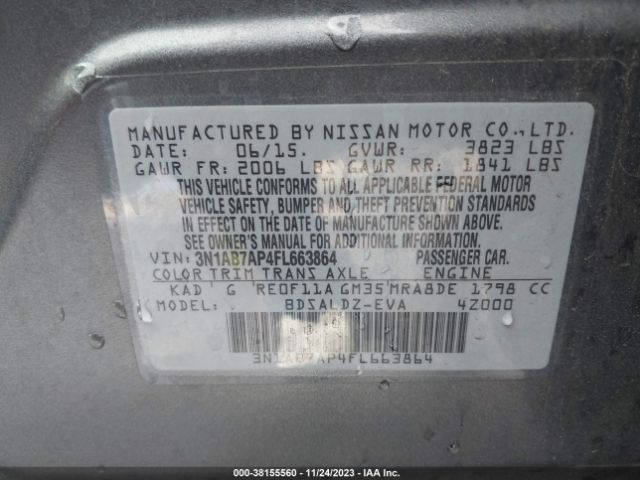 MANUFACTURED BY NISSAN MOTOR CO., LTD.
DATE: 06/15. GVWR: 3823 LBS
GAWR FR: 2006 LBS GAWR RR: 1841 LBS
THIS VEHICLE CONFORMS TO ALL APPLICABLE FEDERAL MOTOR
VEHICLE SAFETY, BUMPER AND THEFT PREVENTION STANDARDS
IN EFFECT ON THE DATE OF MANUFACTURE SHOWN ABOVE.
SEE OWNER'S MANUAL FOR ADDITIONAL INFORMATION.
VIN: 3N1AB7AP4FL663864 PASSENGER CAR.
COLOR TRIM TRANS AXLE ENGINE
KAD G RE0F11A GM35 MRA8DE 1798 CC
MODEL: BDSALDZ-EVA 4Z000
3N1AB7AP4FL663864
000-38155560 - 11/24/2023 - IAA Inc.